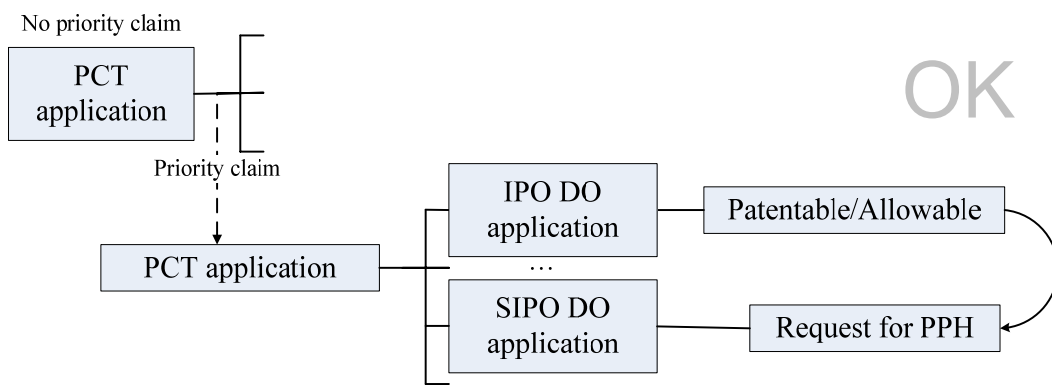 No priority claim
PCT
application
OK
Priority claim
IPO DO
application
Patentable/Allowable
PCT application
...
SIPO DO
application
Request for PPH